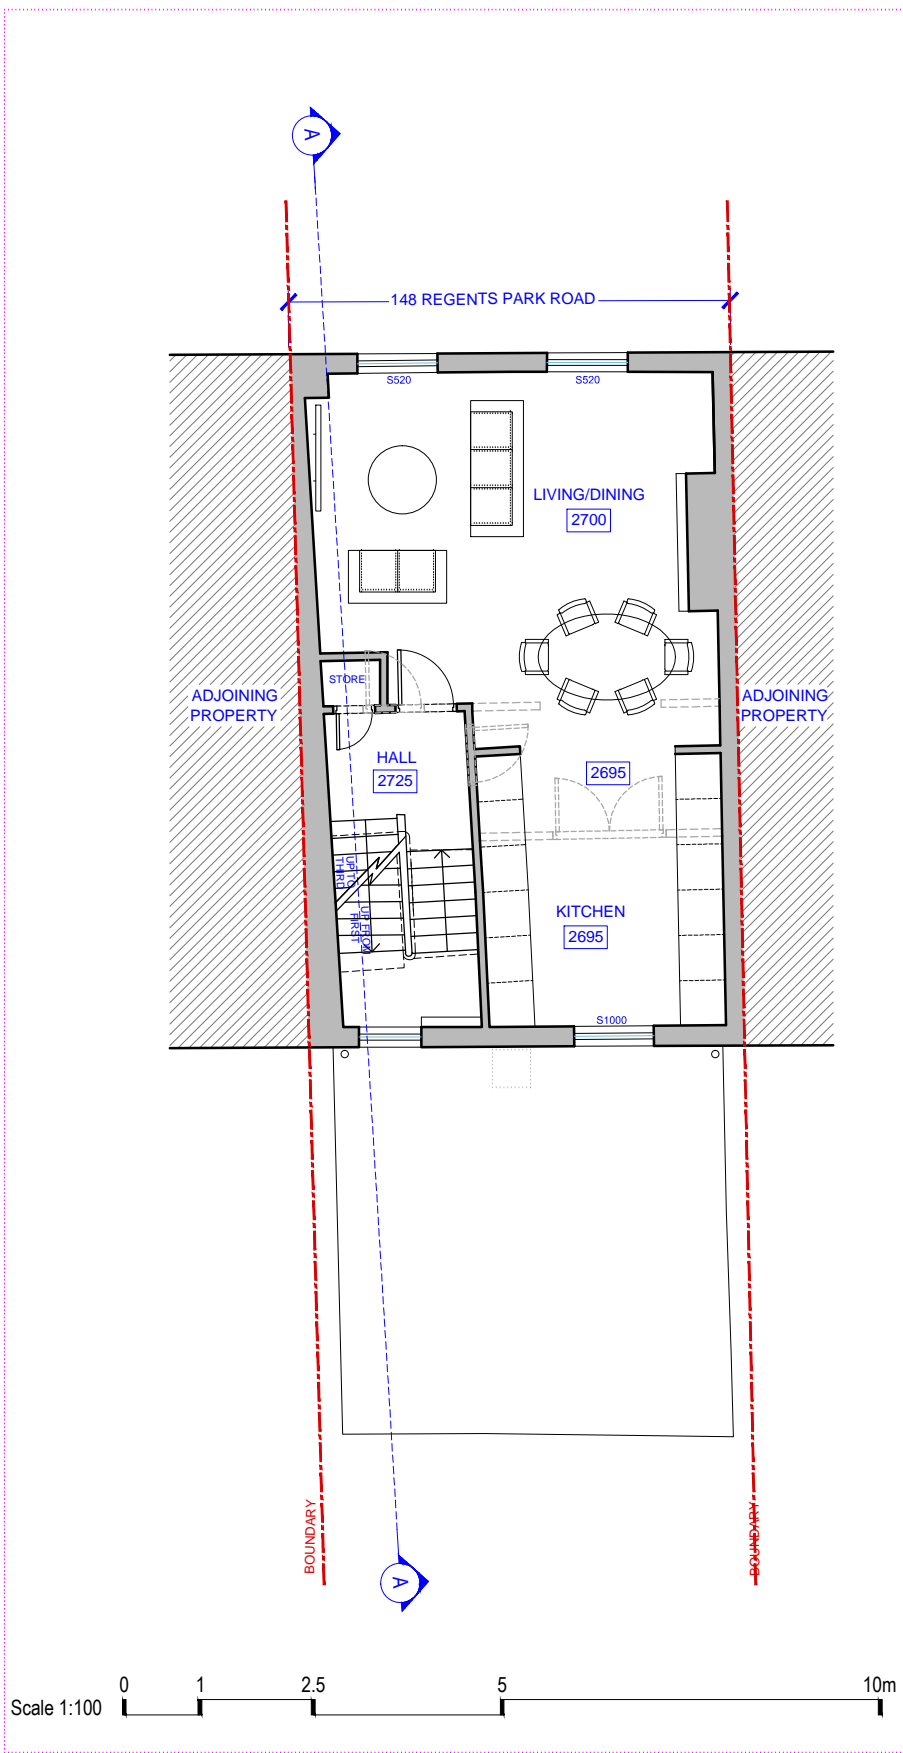 A
148 REGENTS PARK ROAD
S520
S520
LIVING/DINING
2700
STORE
ADJOINING
PROPERTY
ADJOINING
PROPERTY
HALL
2725
2695
UP TO
THIRD
UP FROM
FIRST
KITCHEN
2695
S1000
BOUNDARY
BOUNDARY
A
0 1 2.5 5 10m
Scale 1:100